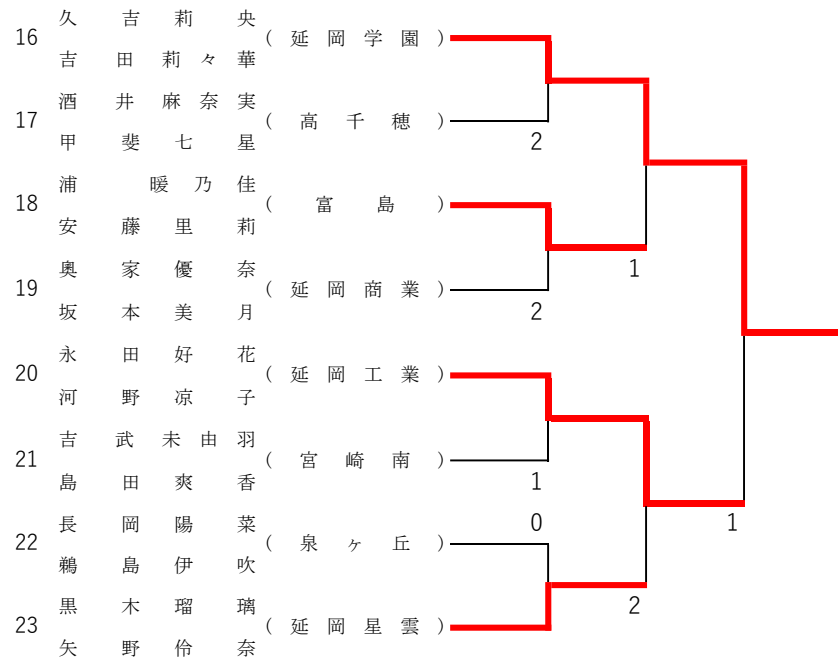 久 吉 莉 央
16 ( 延 岡 学 園 )
吉 田 莉 々 華
酒 井 麻 奈 実
17 ( 高 千 穂 )
2
甲 斐 七 星
浦 暖 乃 佳
18 ( 富 島 )
安 藤 里 莉
奥 家 優 奈
1
19 ( 延 岡 商 業 )
2
坂 本 美 月
永 田 好 花
20 ( 延 岡 工 業 )
河 野 凉 子
吉 武 未 由 羽
21 ( 宮 崎 南 )
島 田 爽 香
1
長 岡 陽 菜
0
1
22 ( 泉 ヶ 丘 )
鵜 島 伊 吹
黒 木 瑠 璃
2
23 ( 延 岡 星 雲 )
矢 野 伶 奈